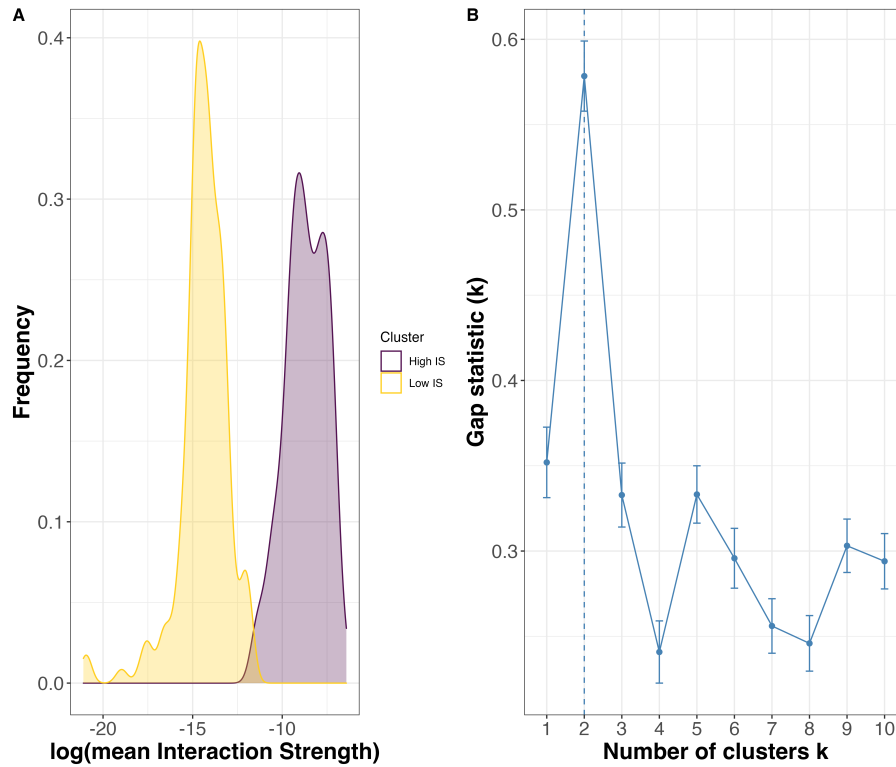 A
0.4
0.3
0.2
0.1
0.0
-20 -15 -10
log(mean Interaction Strength)
Frequency
Cluster
High IS
Low IS
B
0.6
0.5
0.4
0.3
1 2 3 4 5 6 7 8 9 10
Number of clusters k
Gap statistic (k)